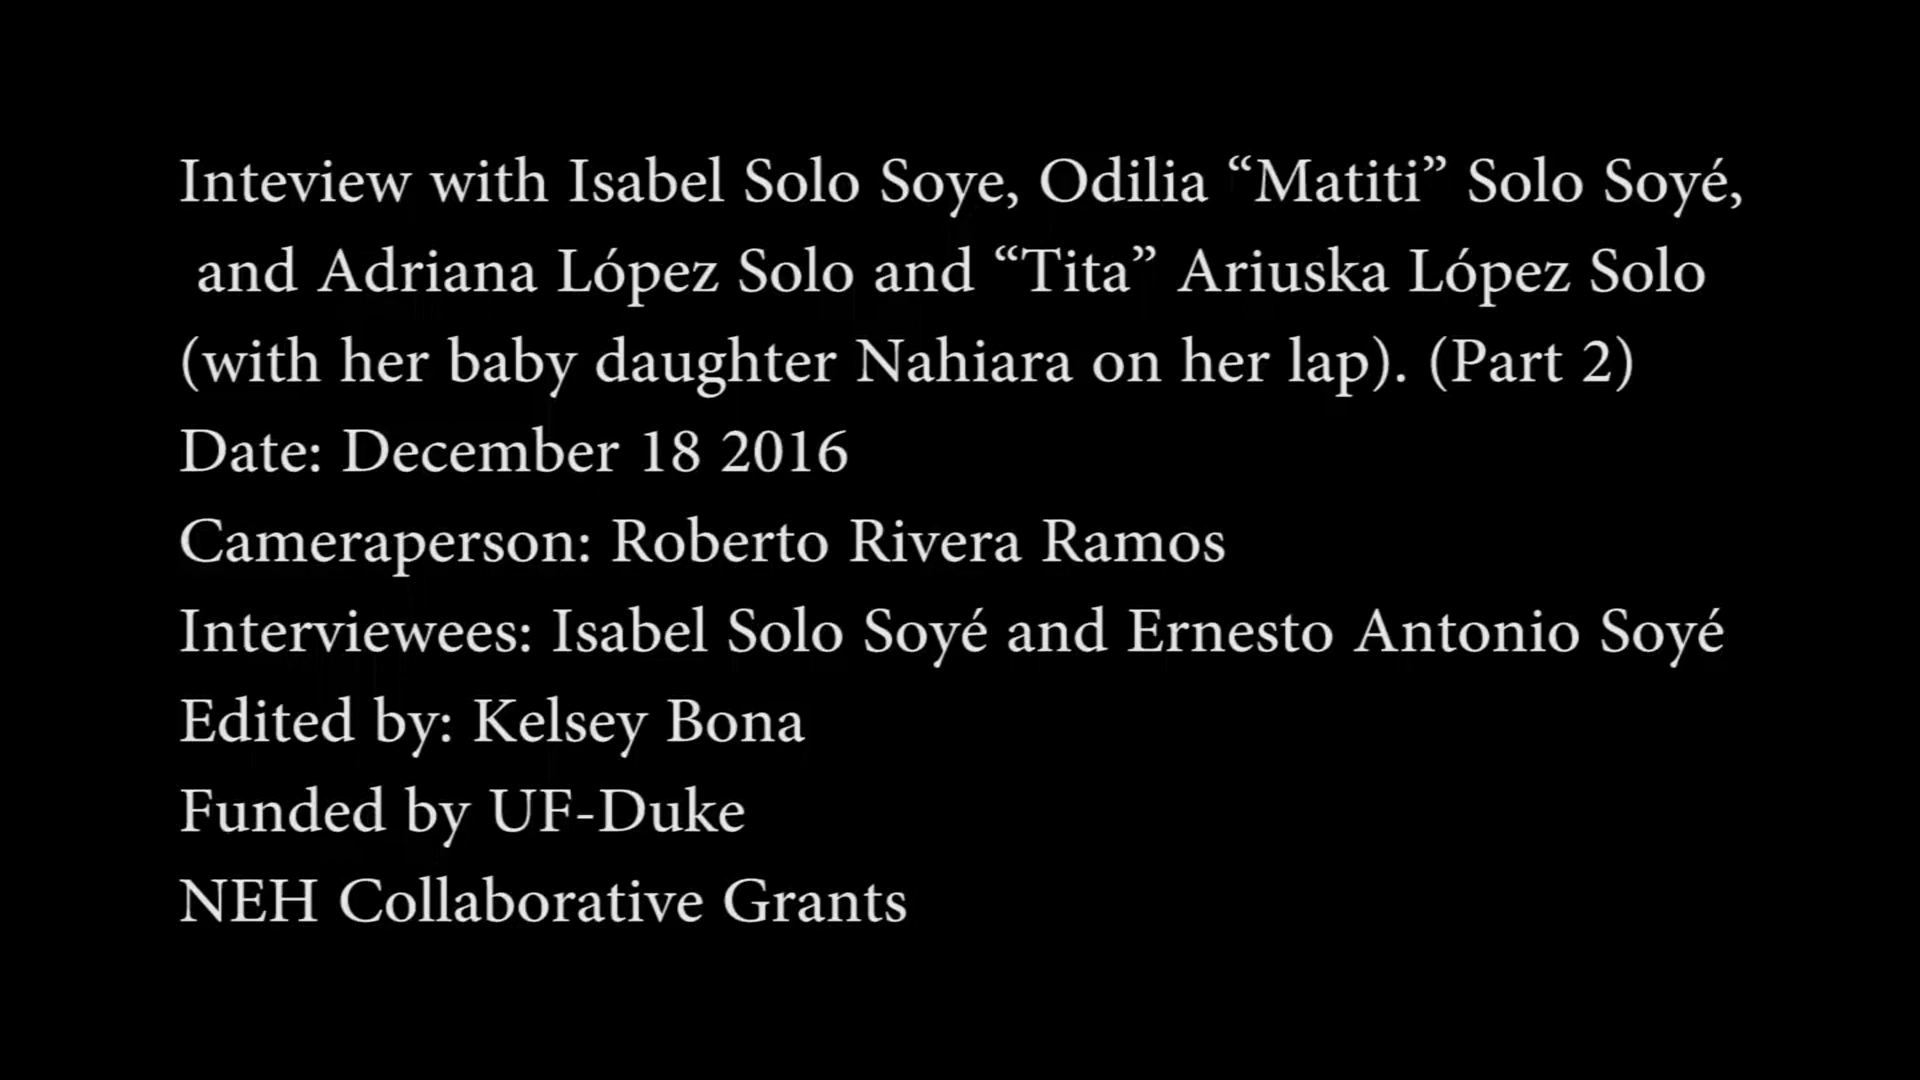 Inteview with Isabel Solo Soye, Odilia “Matiti” Solo Soyé,
and Adriana López Solo and “Tita” Ariuska López Solo
(with her baby daughter Nahiara on her lap). (Part 2)
Date: December 18 2016
Cameraperson: Roberto Rivera Ramos
Interviewees: Isabel Solo Soyé and Ernesto Antonio Soyé
Edited by: Kelsey Bona
Funded by UF-Duke
NEH Collaborative Grants